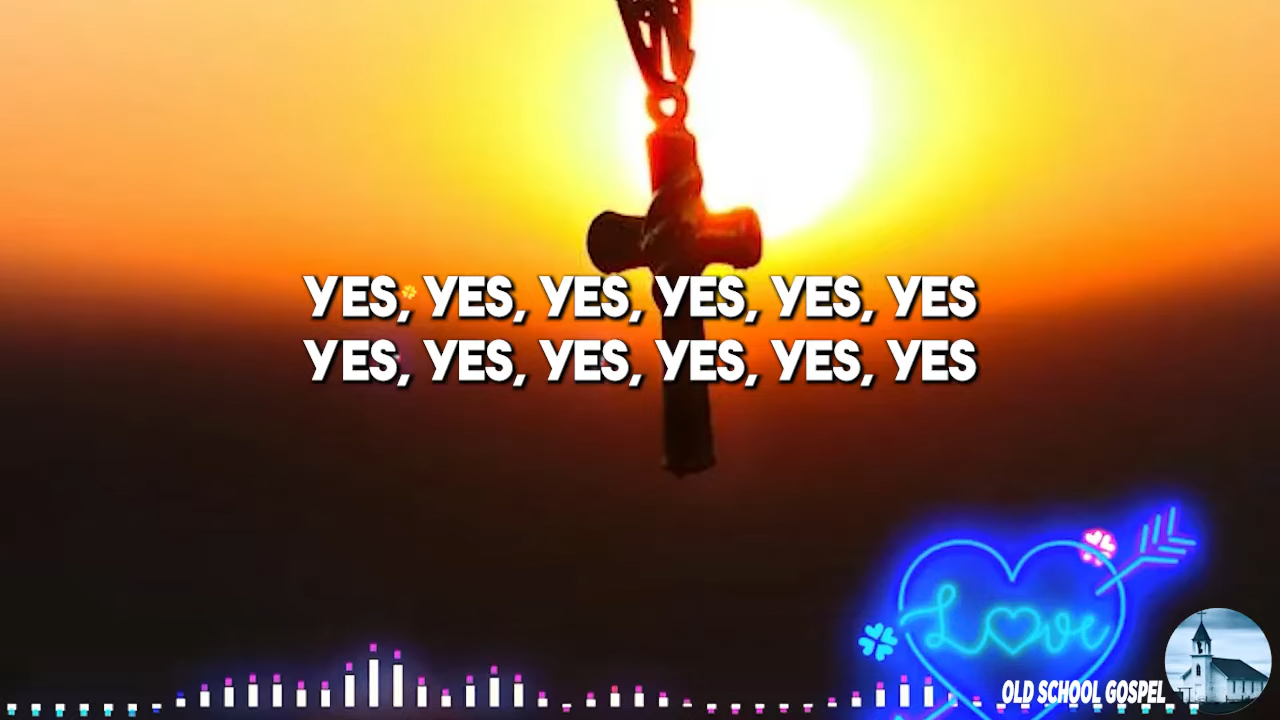 YES, YES, YES, YES, YES, YES
YES, YES, YES, YES, YES, YES
Love
OLD SCHOOL GOSPEL